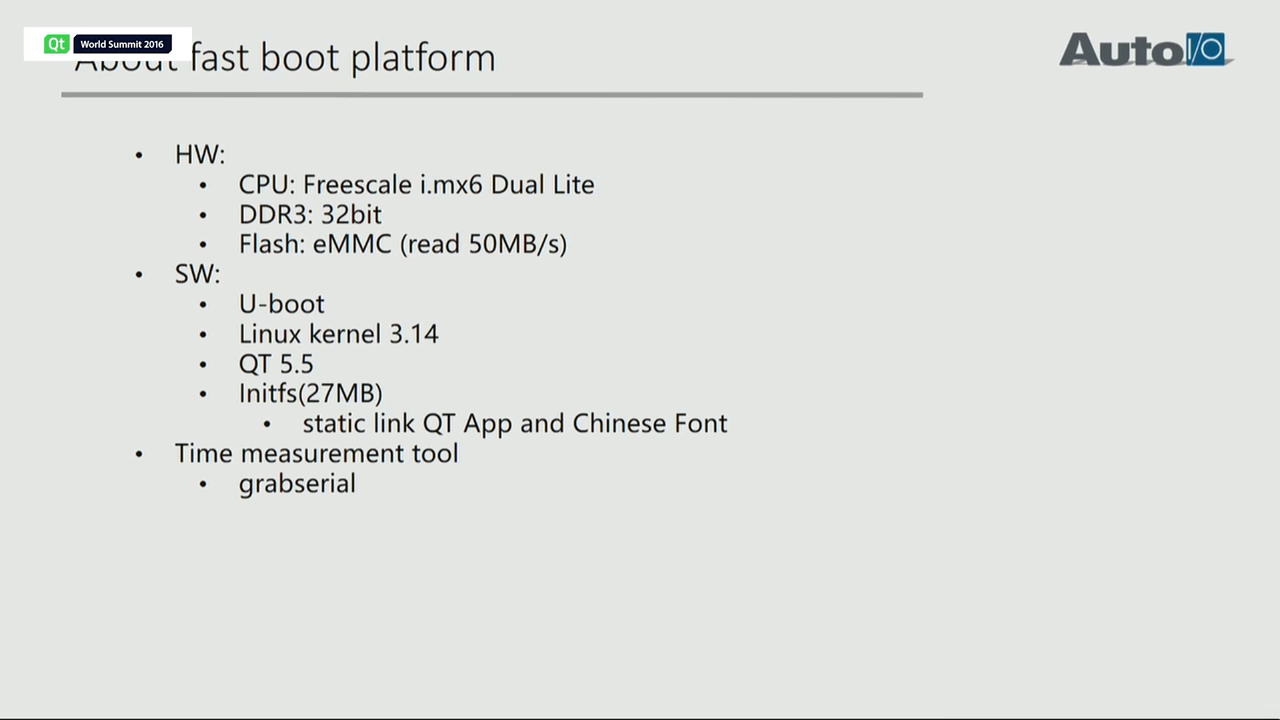 Qt World Summit 2016
About fast boot platform
Auto I/O
• HW:
• CPU: Freescale i.mx6 Dual Lite
• DDR3: 32bit
• Flash: eMMC (read 50MB/s)
• SW:
• U-boot
• Linux kernel 3.14
• QT 5.5
• Initfs(27MB)
• static link QT App and Chinese Font
• Time measurement tool
• grabserial